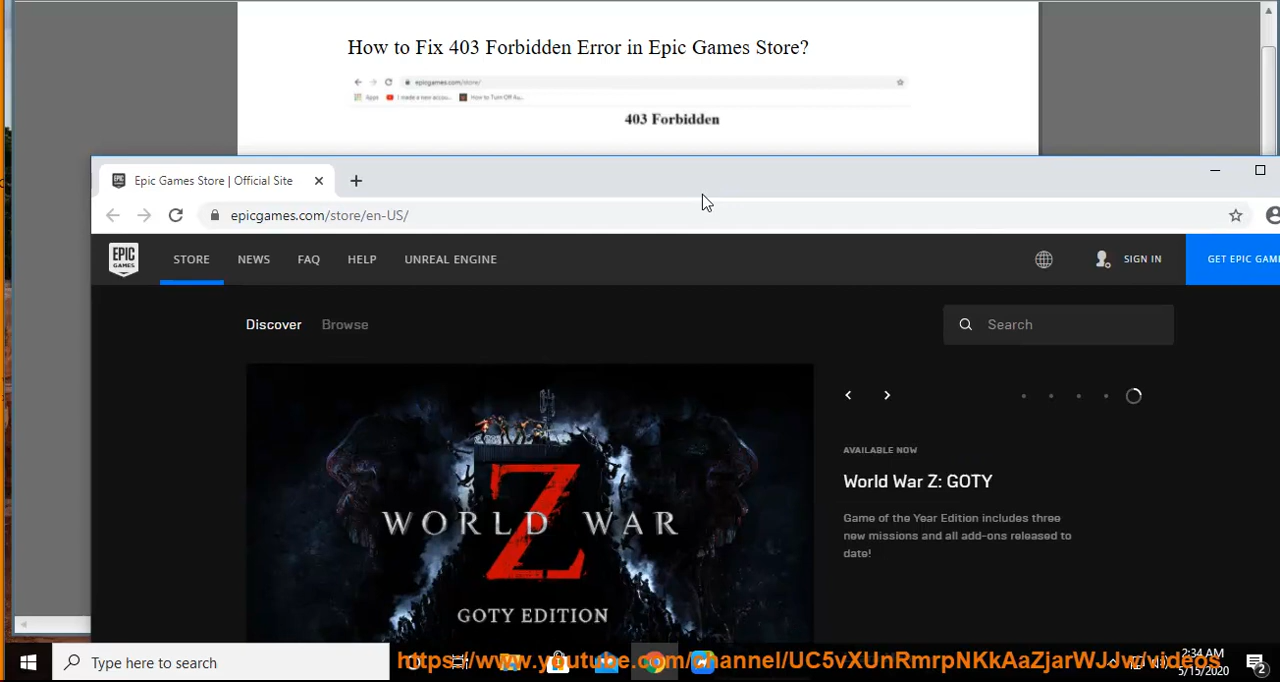 How to Fix 403 Forbidden Error in Epic Games Store?
epicgames.com/store/
Apps I made a new accou... How to Turn Off Au...
403 Forbidden
Epic Games Store | Official Site
epicgames.com/store/en-US/
EPIC GAMES
STORE NEWS FAQ HELP UNREAL ENGINE SIGN IN GET EPIC GAM
Discover Browse Search
AVAILABLE NOW
World War Z: GOTY
Game of the Year Edition includes three
new missions and all add-ons released to
date!
WORLD WAR
Z
GOTY EDITION
Type here to search
https://www.youtube.com/channel/UC5vXUnRmrpNKkAaZjarWJJw/videos
2:34 AM
5/15/2020
2